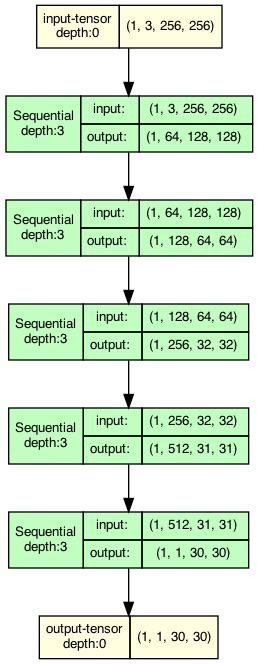 input-tensor
depth:0
(1, 3, 256, 256)
Sequential
depth:3
input:
(1, 3, 256, 256)
output:
(1, 64, 128, 128)
Sequential
depth:3
input:
(1, 64, 128, 128)
output:
(1, 128, 64, 64)
Sequential
depth:3
input:
(1, 128, 64, 64)
output:
(1, 256, 32, 32)
Sequential
depth:3
input:
(1, 256, 32, 32)
output:
(1, 512, 31, 31)
Sequential
depth:3
input:
(1, 512, 31, 31)
output:
(1, 1, 30, 30)
output-tensor
depth:0
(1, 1, 30, 30)